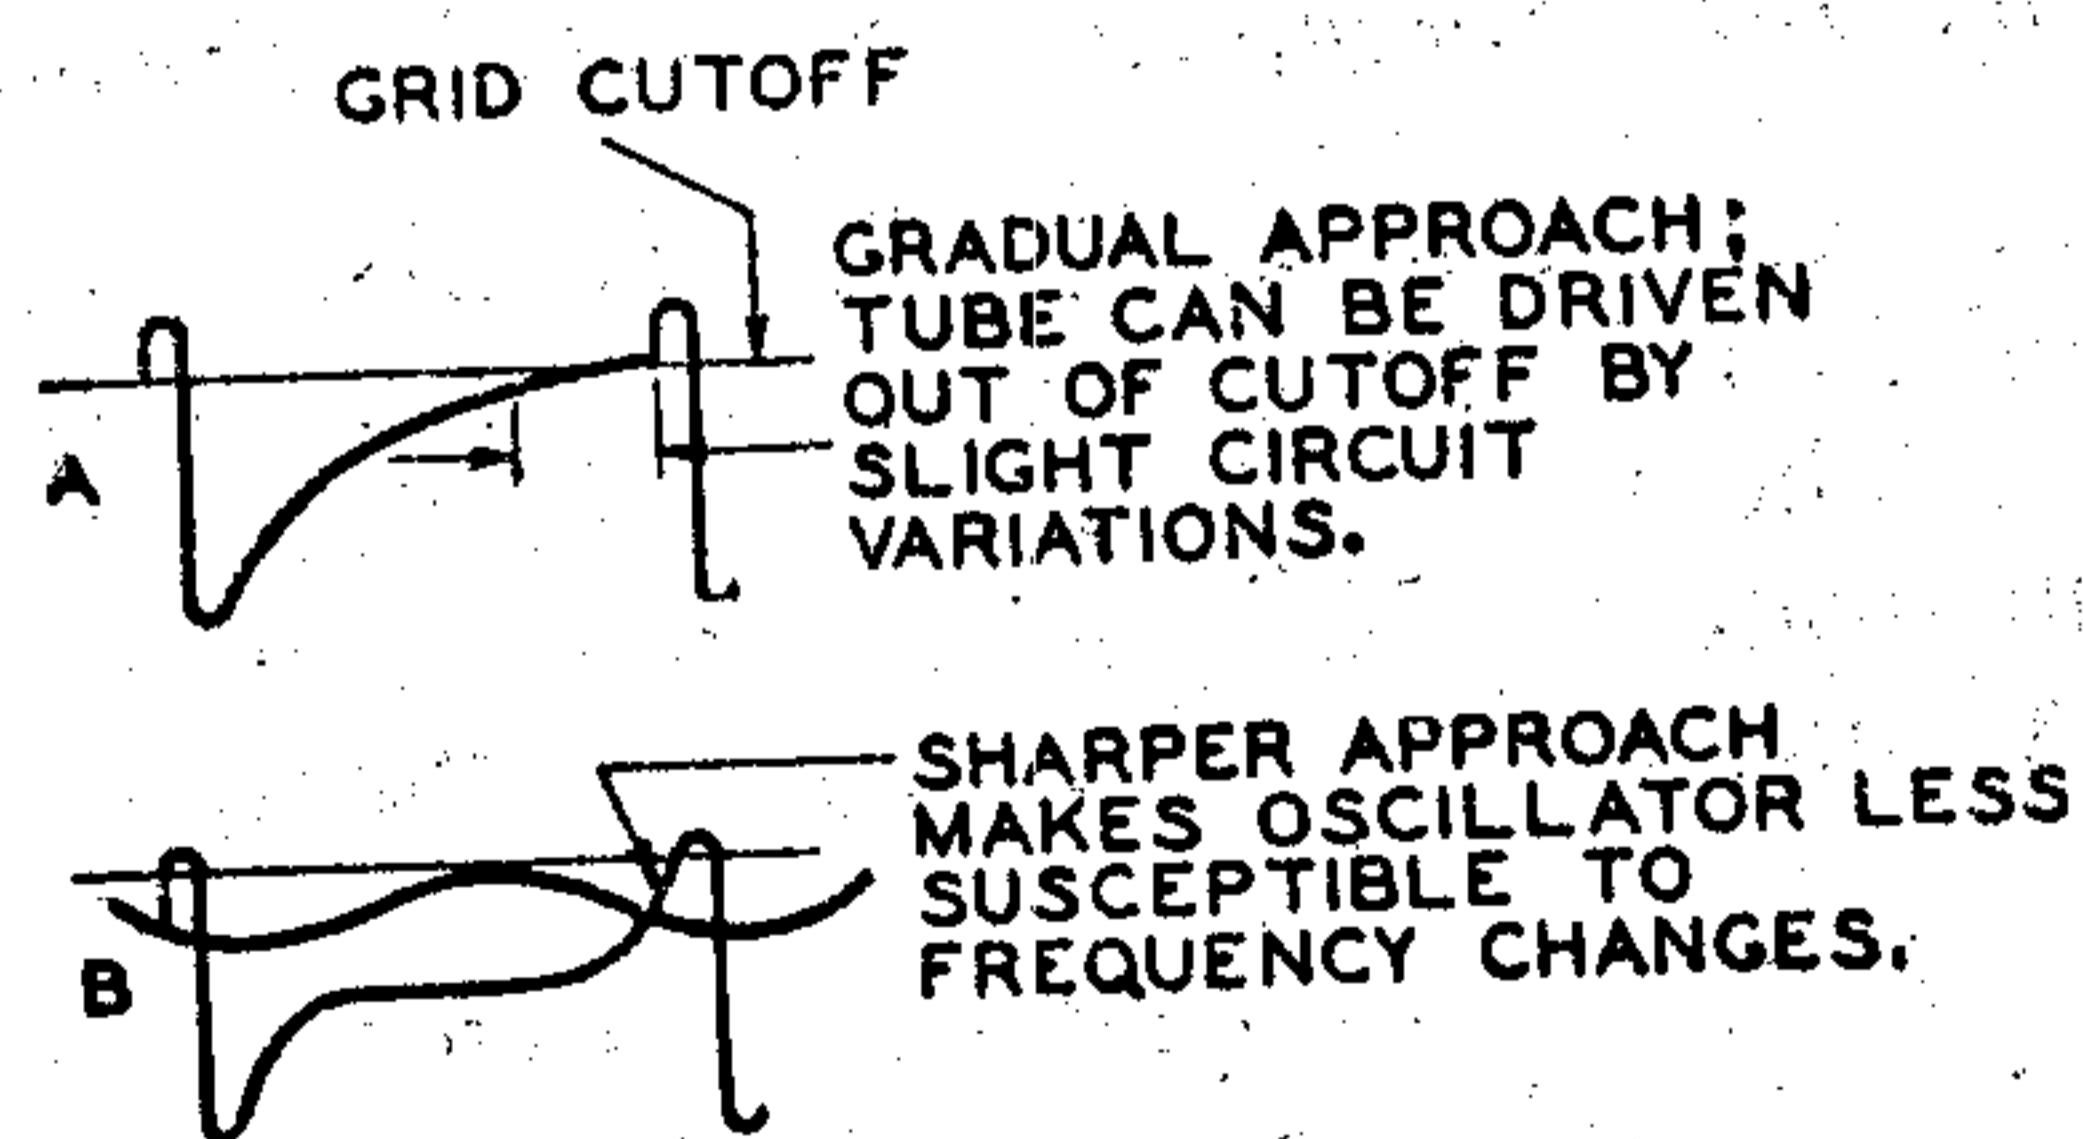 GRID CUTOFF
GRADUAL APPROACH;
TUBE CAN BE DRIVEN
OUT OF CUTOFF BY
SLIGHT CIRCUIT
VARIATIONS.
A
SHARPER APPROACH
MAKES OSCILLATOR LESS
SUSCEPTIBLE TO
FREQUENCY CHANGES.
B